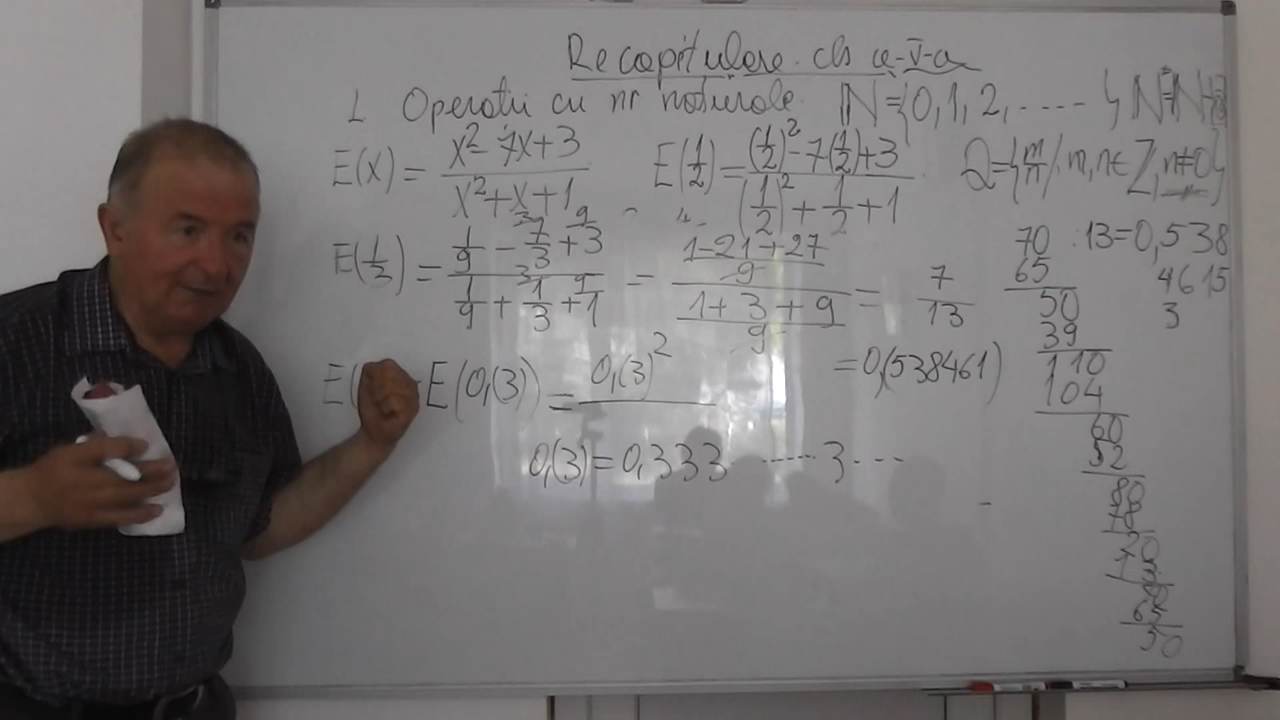 Recapitulare cls a-V-a
1. Operatii cu nr naturale. ℕ={0,1,2,.....}
E(x) = (x²-7x+3)/(x²+x+1) E(1/2)=((1/2)²-7(1/2)+3)/((1/2)²+1/2+1) Q={m/n/m,n∈Z,n≠0}
E(1/3) = (1/9 - 7/3 + 3)/(1/9 + 1/3 + 1) = ((1-21+27)/9)/((1+3+9)/9) = 7/13
70 :13=0,538
65 4615
50 3
39
110
104
60
52
80
78
20
65
50
=0,(538461)
E(0,(3))=0,(3)²
0,(3)=0,333 ...... 3 ...